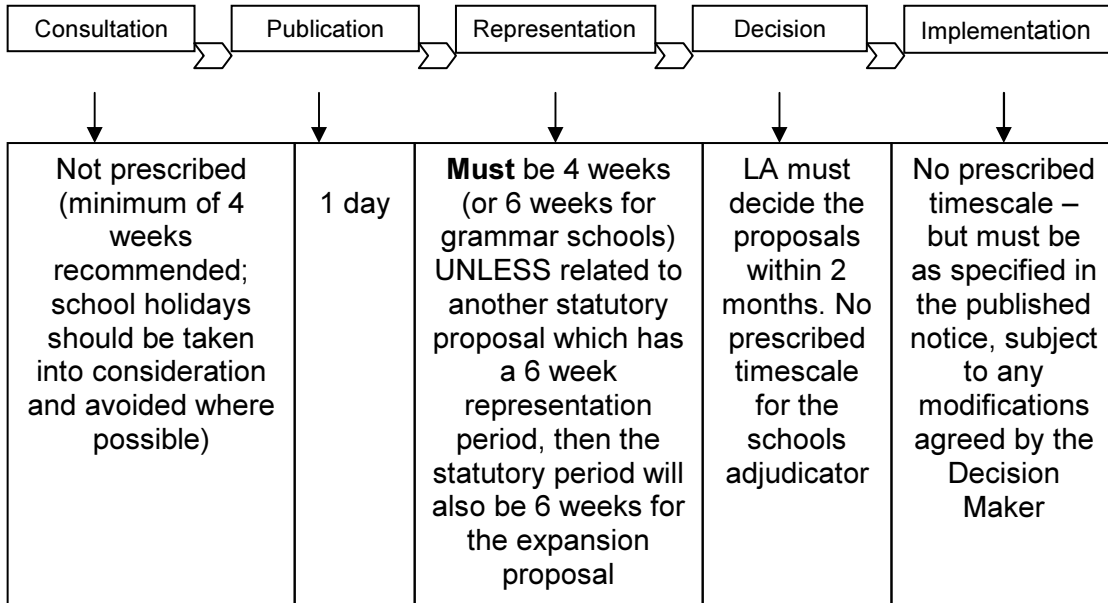 Consultation
Publication
Representation
Decision
Implementation
Not prescribed
(minimum of 4
weeks
recommended;
school holidays
should be taken
into consideration
and avoided where
possible)
1 day
Must be 4 weeks
(or 6 weeks for
grammar schools)
UNLESS related to
another statutory
proposal which has
a 6 week
representation
period, then the
statutory period will
also be 6 weeks for
the expansion
proposal
LA must
decide the
proposals
within 2
months. No
prescribed
timescale
for the
schools
adjudicator
No prescribed
timescale –
but must be
as specified in
the published
notice, subject
to any
modifications
agreed by the
Decision
Maker